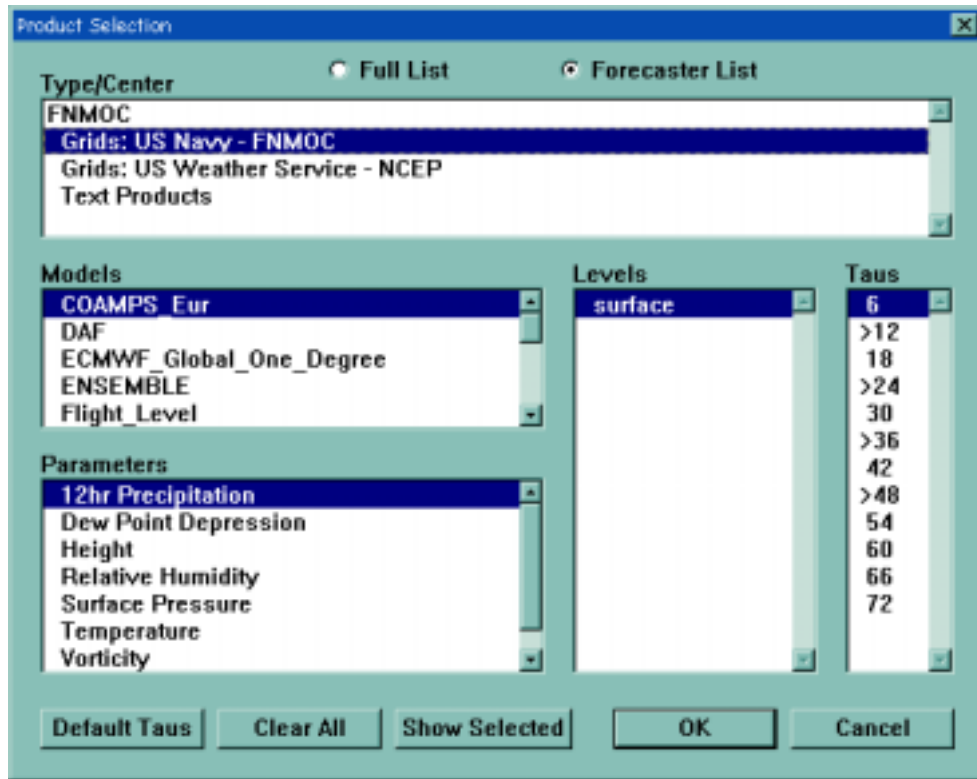 Product Selection
Full List
Forecaster List
Type/Center
FNMOC
Grids: US Navy - FNMOC
Grids: US Weather Service - NCEP
Text Products
Models
COAMPS_Eur
DAF
ECMWF_Global_One_Degree
ENSEMBLE
Flight_Level
Parameters
12hr Precipitation
Dew Point Depression
Height
Relative Humidity
Surface Pressure
Temperature
Vorticity
Levels
surface
Taus
6
>12
18
>24
30
>36
42
>48
54
60
66
72
Default Taus
Clear All
Show Selected
OK
Cancel